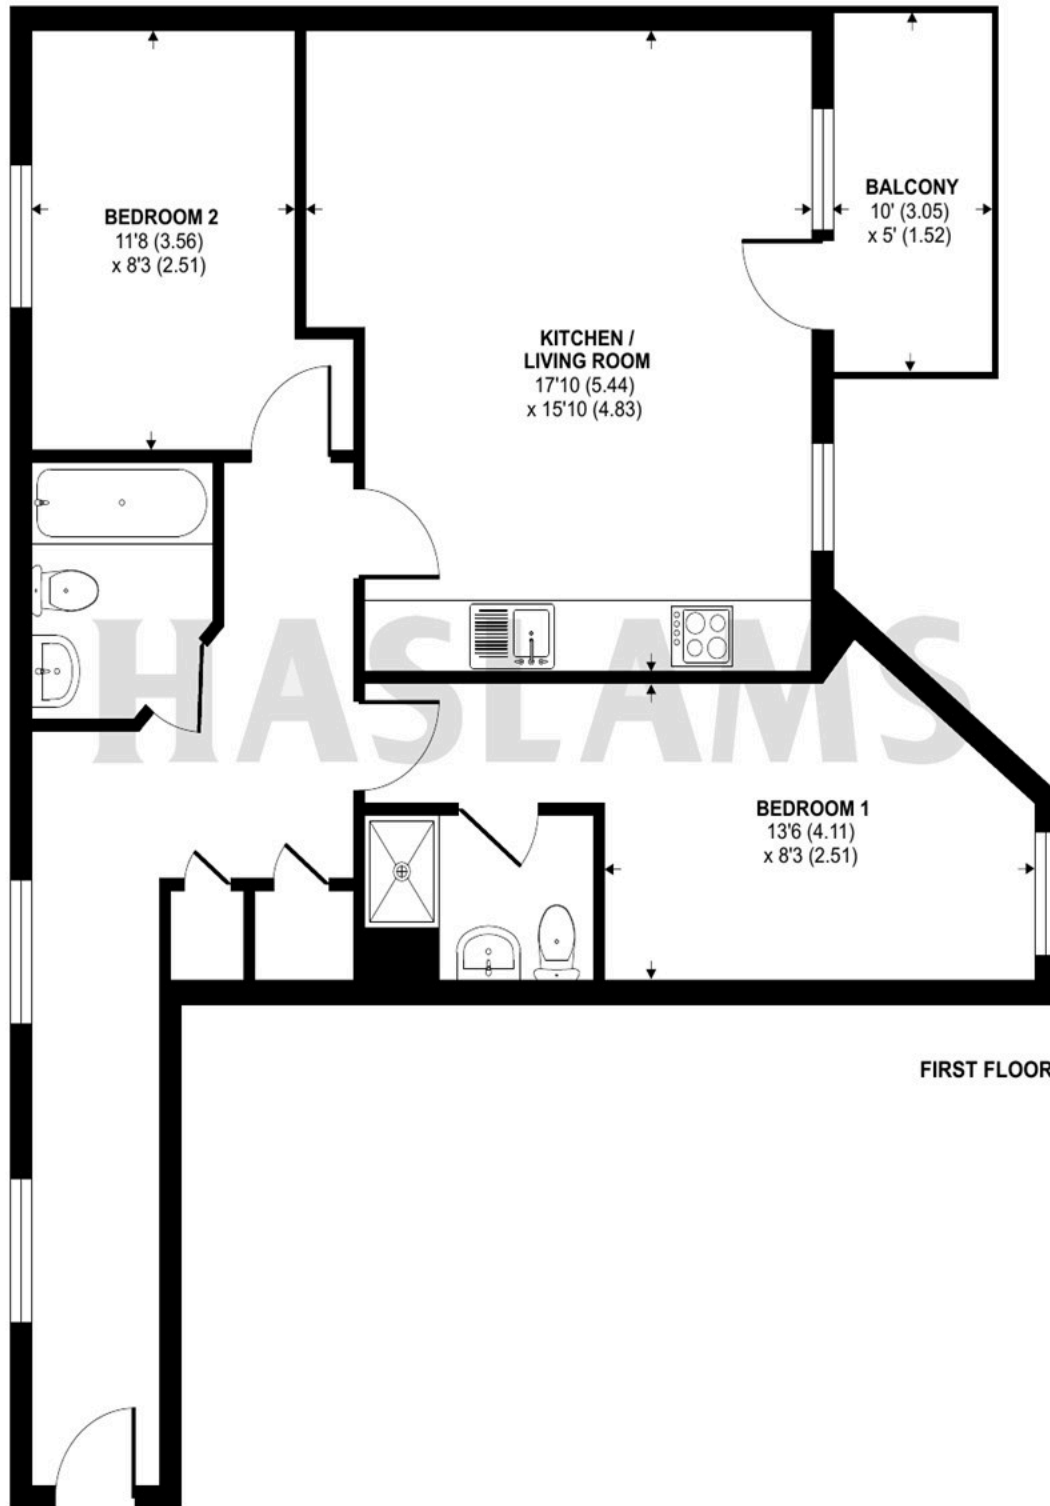 BEDROOM 2
11'8 (3.56)
x 8'3 (2.51)
BALCONY
10' (3.05)
x 5' (1.52)
KITCHEN /
LIVING ROOM
17'10 (5.44)
x 15'10 (4.83)
HASLAMS
BEDROOM 1
13'6 (4.11)
x 8'3 (2.51)
FIRST FLOOR